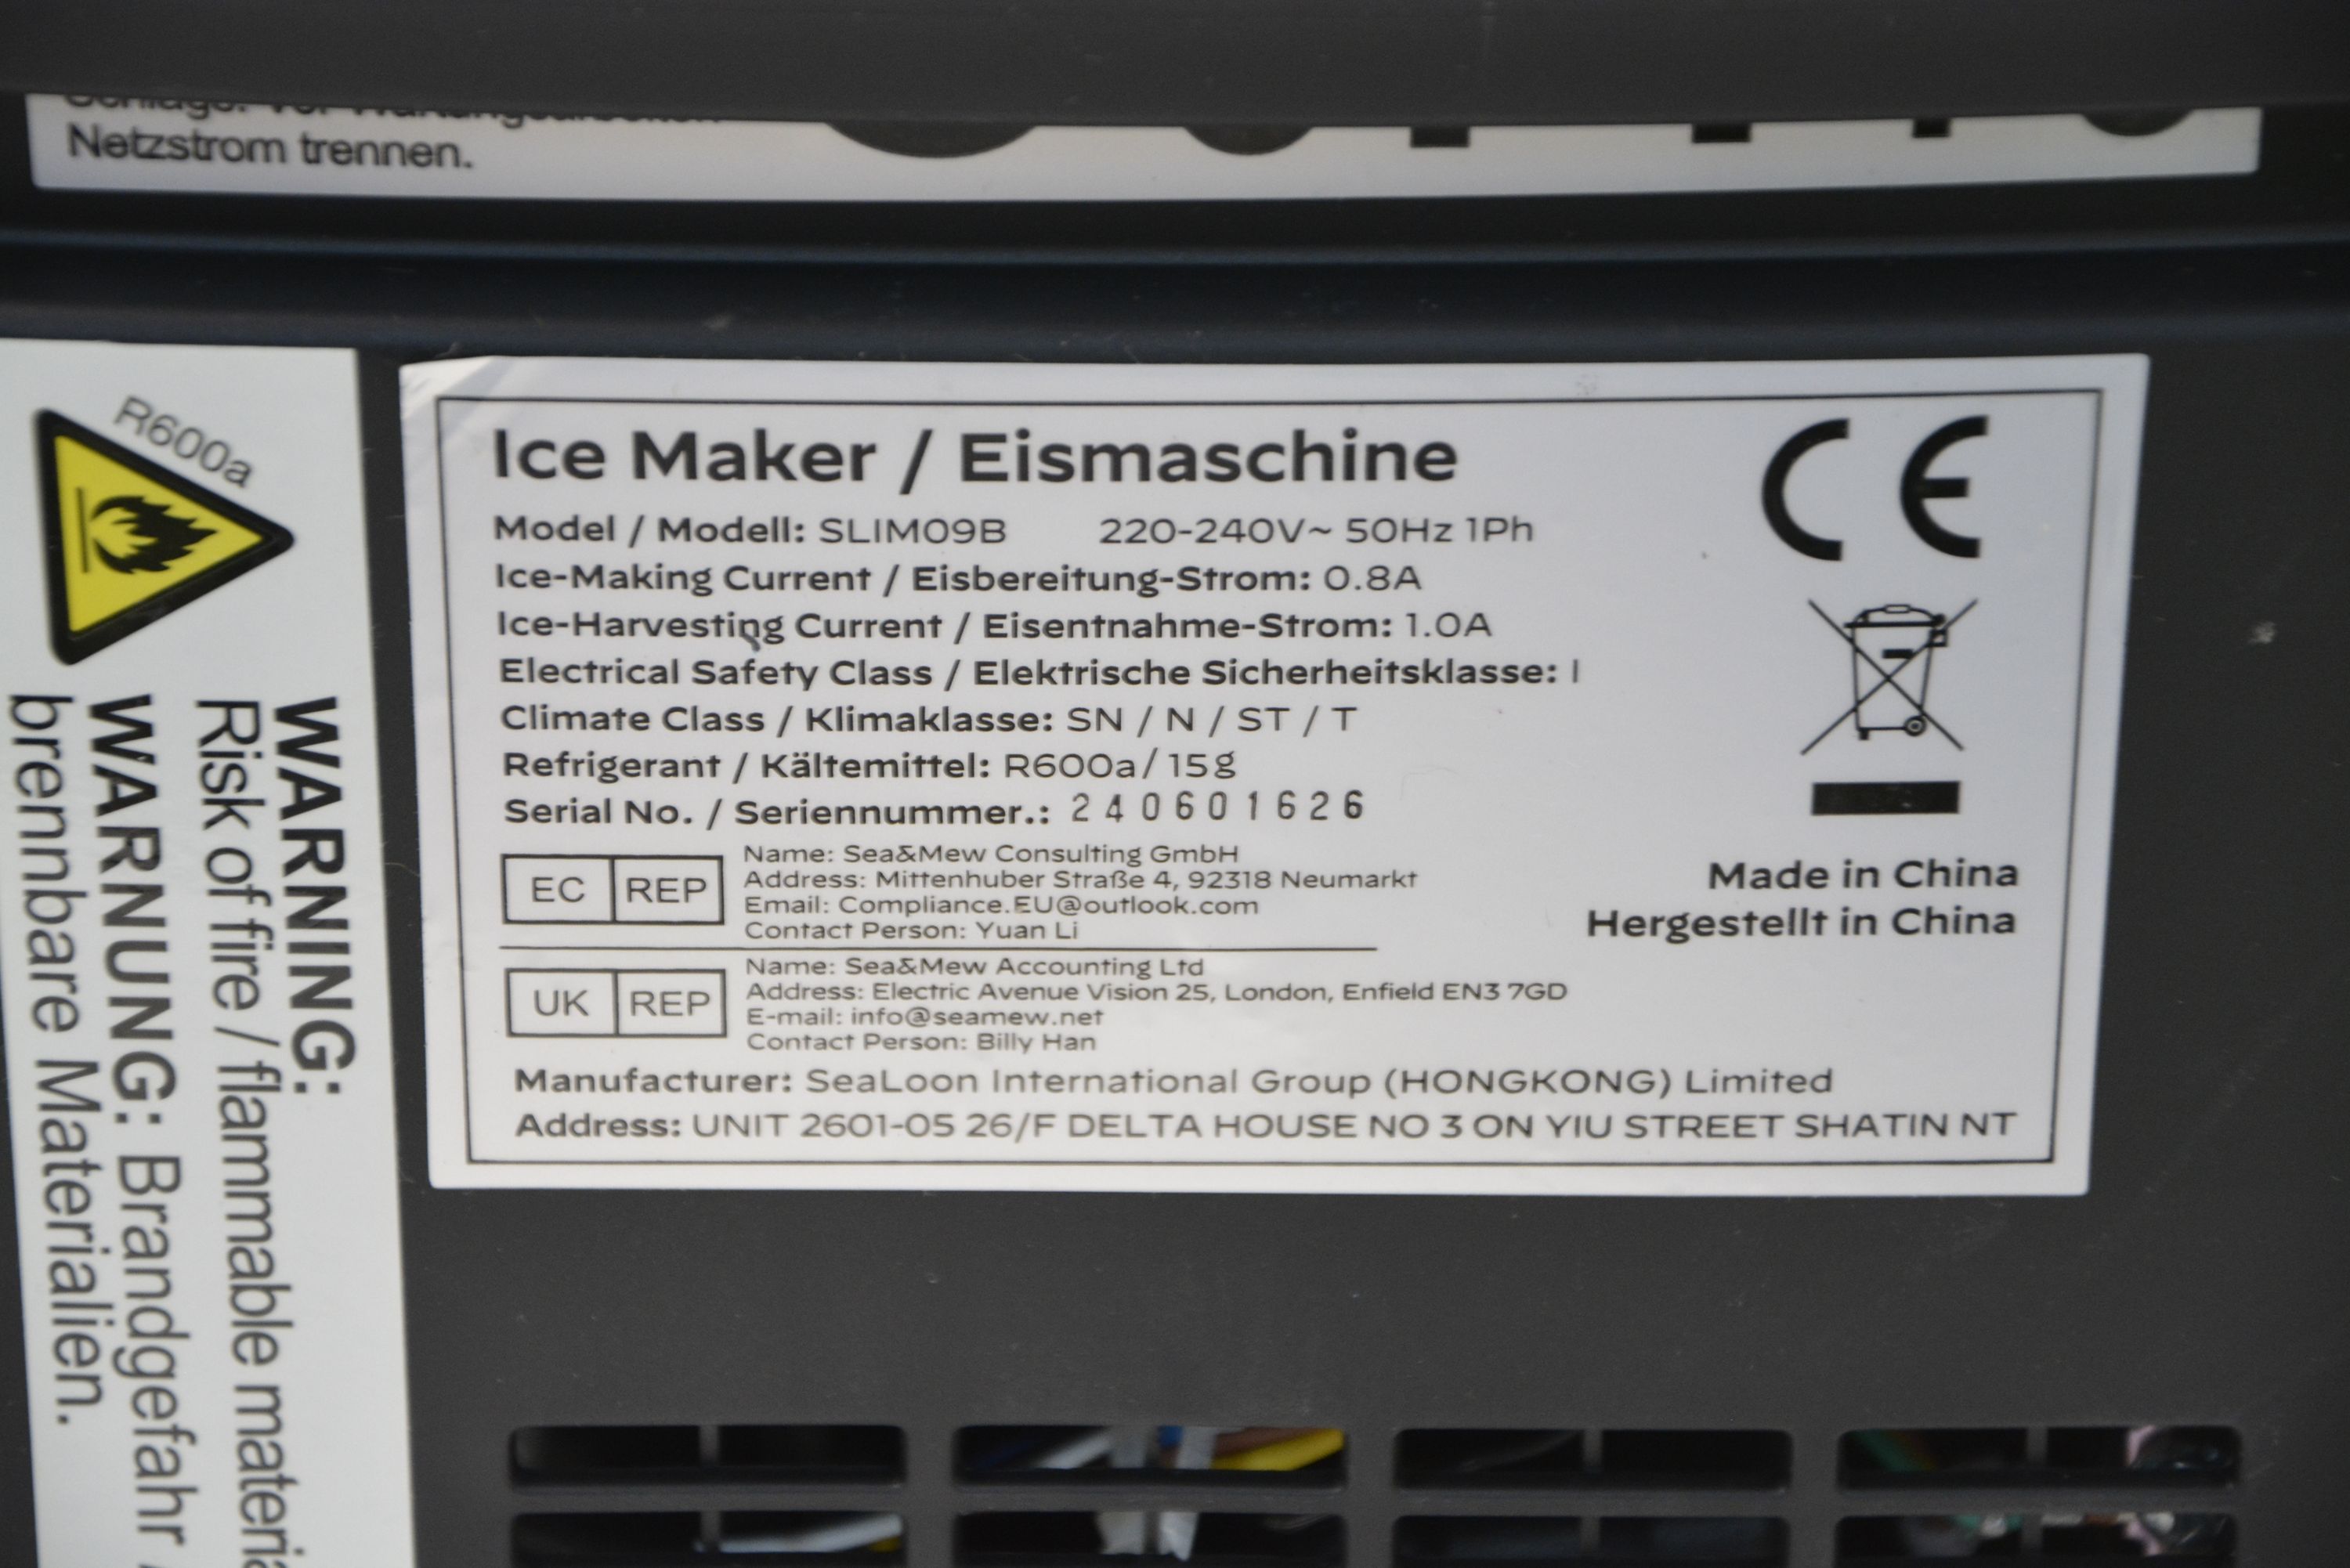 Netzstrom trennen.
R600a
WARNING:
Risk of fire / flammable
WARNUNG: Brandgefahr
brennbare Materialien.
Ice Maker / Eismaschine
Model / Modell: SLIM09B 220-240V~ 50Hz 1Ph
Ice-Making Current / Eisbereitung-Strom: 0.8A
Ice-Harvesting Current / Eisentnahme-Strom: 1.0A
Electrical Safety Class / Elektrische Sicherheitsklasse: I
Climate Class / Klimaklasse: SN / N / ST / T
Refrigerant / Kältemittel: R600a/ 15g
Serial No. / Seriennummer.: 240601626
CE
EC REP
Name: Sea&Mew Consulting GmbH
Address: Mittenhuber Straße 4, 92318 Neumarkt
Email: Compliance.EU@outlook.com
Contact Person: Yuan Li
Made in China
Hergestellt in China
UK REP
Name: Sea&Mew Accounting Ltd
Address: Electric Avenue Vision 25, London, Enfield EN3 7GD
E-mail: info@seamew.net
Contact Person: Billy Han
Manufacturer: SeaLoon International Group (HONGKONG) Limited
Address: UNIT 2601-05 26/F DELTA HOUSE NO 3 ON YIU STREET SHATIN NT